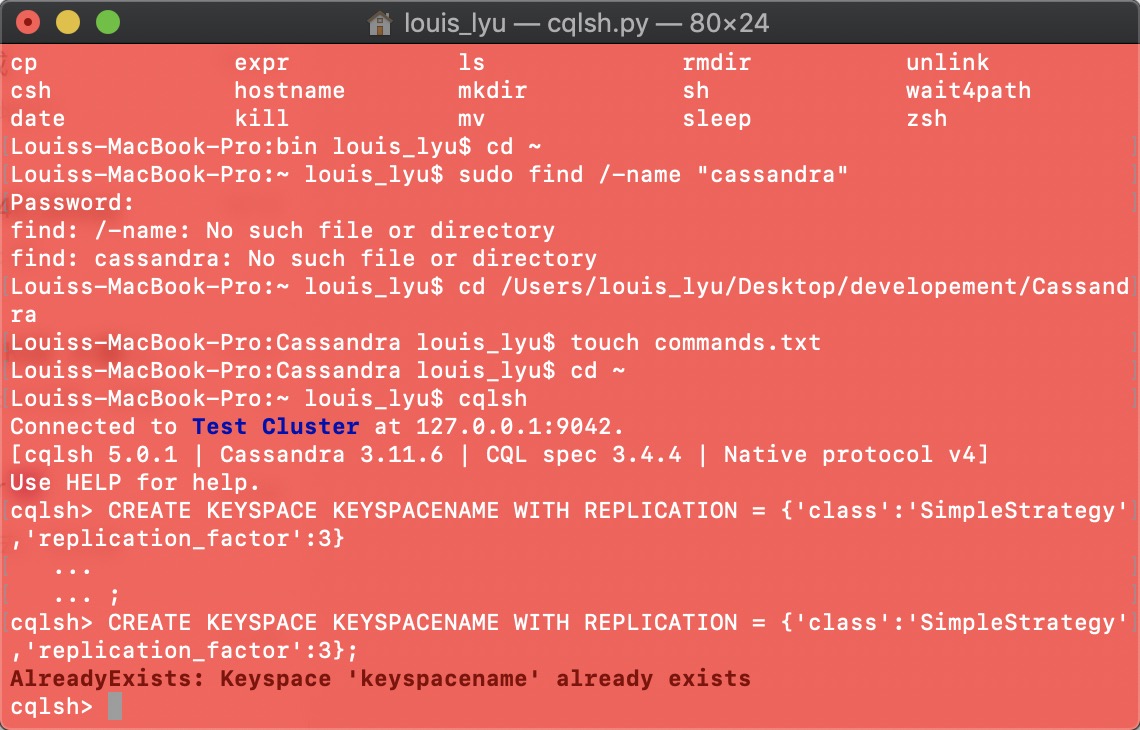 louis_lyu — cqlsh.py — 80×24
cp expr ls rmdir unlink
csh hostname mkdir sh wait4path
date kill mv sleep zsh
Louiss-MacBook-Pro:bin louis_lyu$ cd ~
Louiss-MacBook-Pro:~ louis_lyu$ sudo find /-name "cassandra"
Password:
find: /-name: No such file or directory
find: cassandra: No such file or directory
Louiss-MacBook-Pro:~ louis_lyu$ cd /Users/louis_lyu/Desktop/developement/Cassand
ra
Louiss-MacBook-Pro:Cassandra louis_lyu$ touch commands.txt
Louiss-MacBook-Pro:Cassandra louis_lyu$ cd ~
Louiss-MacBook-Pro:~ louis_lyu$ cqlsh
Connected to Test Cluster at 127.0.0.1:9042.
[cqlsh 5.0.1 | Cassandra 3.11.6 | CQL spec 3.4.4 | Native protocol v4]
Use HELP for help.
cqlsh> CREATE KEYSPACE KEYSPACENAME WITH REPLICATION = {'class':'SimpleStrategy'
,'replication_factor':3}
   ...
   ... ;
cqlsh> CREATE KEYSPACE KEYSPACENAME WITH REPLICATION = {'class':'SimpleStrategy'
,'replication_factor':3};
AlreadyExists: Keyspace 'keyspacename' already exists
cqlsh>